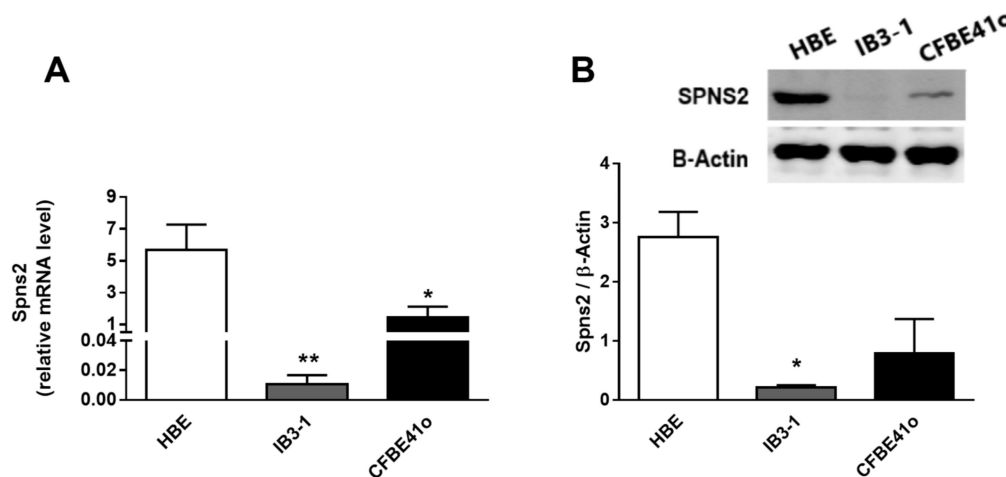 A
Spns2
(relative mRNA level)
9
7
5
3
1
0.04
0.02
0.00
**
*
HBE
IB3-1
CFBE41o
B
HBE
IB3-1
CFBE41o
SPNS2
B-Actin
Spns2 / β-Actin
4
3
2
1
0
*
HBE
IB3-1
CFBE41o